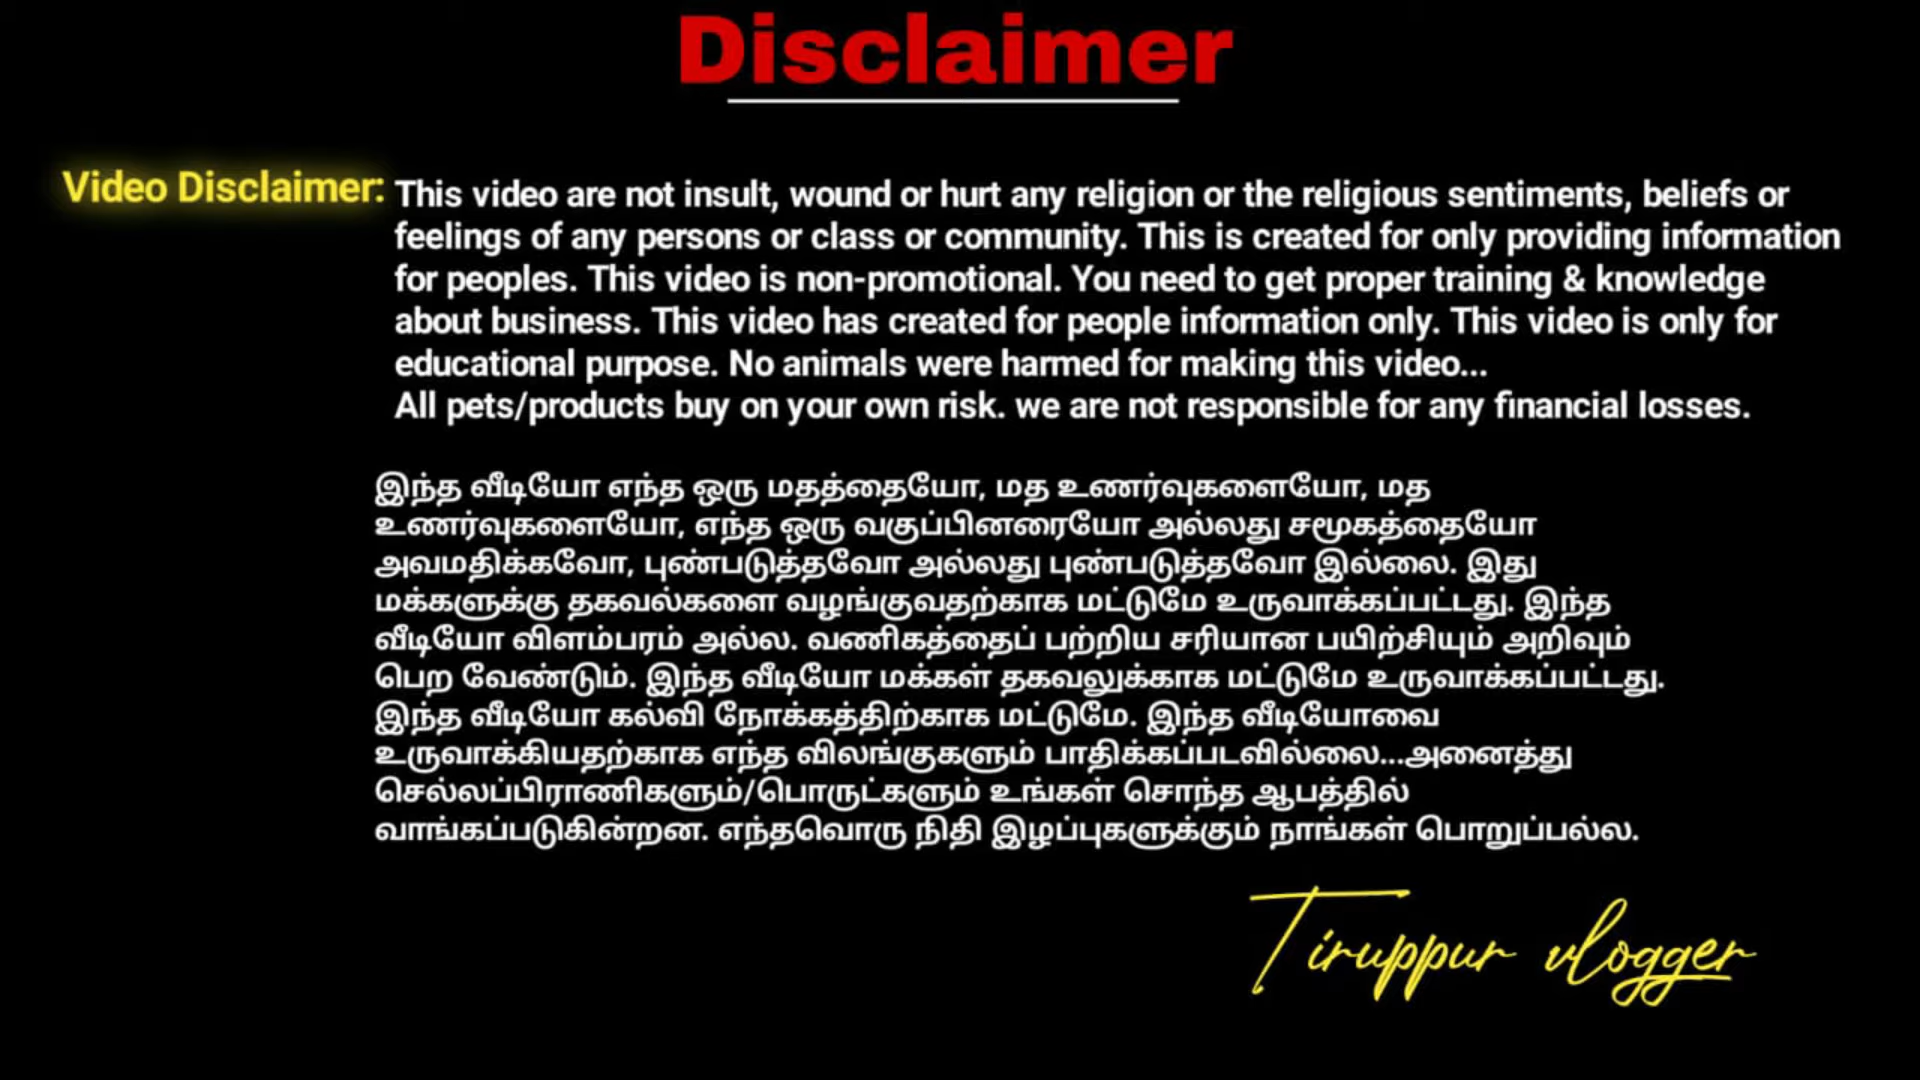 Disclaimer
Video Disclaimer: This video are not insult, wound or hurt any religion or the religious sentiments, beliefs or
feelings of any persons or class or community. This is created for only providing information
for peoples. This video is non-promotional. You need to get proper training & knowledge
about business. This video has created for people information only. This video is only for
educational purpose. No animals were harmed for making this video...
All pets/products buy on your own risk. we are not responsible for any financial losses.
இந்த வீடியோ எந்த ஒரு மதத்தையோ, மத உணர்வுகளையோ, மத
உணர்வுகளையோ, எந்த ஒரு வகுப்பினரையோ அல்லது சமூகத்தையோ
அவமதிக்கவோ, புண்படுத்தவோ அல்லது புண்படுத்தவோ இல்லை. இது
மக்களுக்கு தகவல்களை வழங்குவதற்காக மட்டுமே உருவாக்கப்பட்டது. இந்த
வீடியோ விளம்பரம் அல்ல. வணிகத்தைப் பற்றிய சரியான பயிற்சியும் அறிவும்
பெற வேண்டும். இந்த வீடியோ மக்கள் தகவலுக்காக மட்டுமே உருவாக்கப்பட்டது.
இந்த வீடியோ கல்வி நோக்கத்திற்காக மட்டுமே. இந்த வீடியோவை
உருவாக்கியதற்காக எந்த விலங்குகளும் பாதிக்கப்படவில்லை...அனைத்து
செல்லப்பிராணிகளும்/பொருட்களும் உங்கள் சொந்த ஆபத்தில்
வாங்கப்படுகின்றன. எந்தவொரு நிதி இழப்புகளுக்கும் நாங்கள் பொறுப்பல்ல.
Tiruppur vlogger